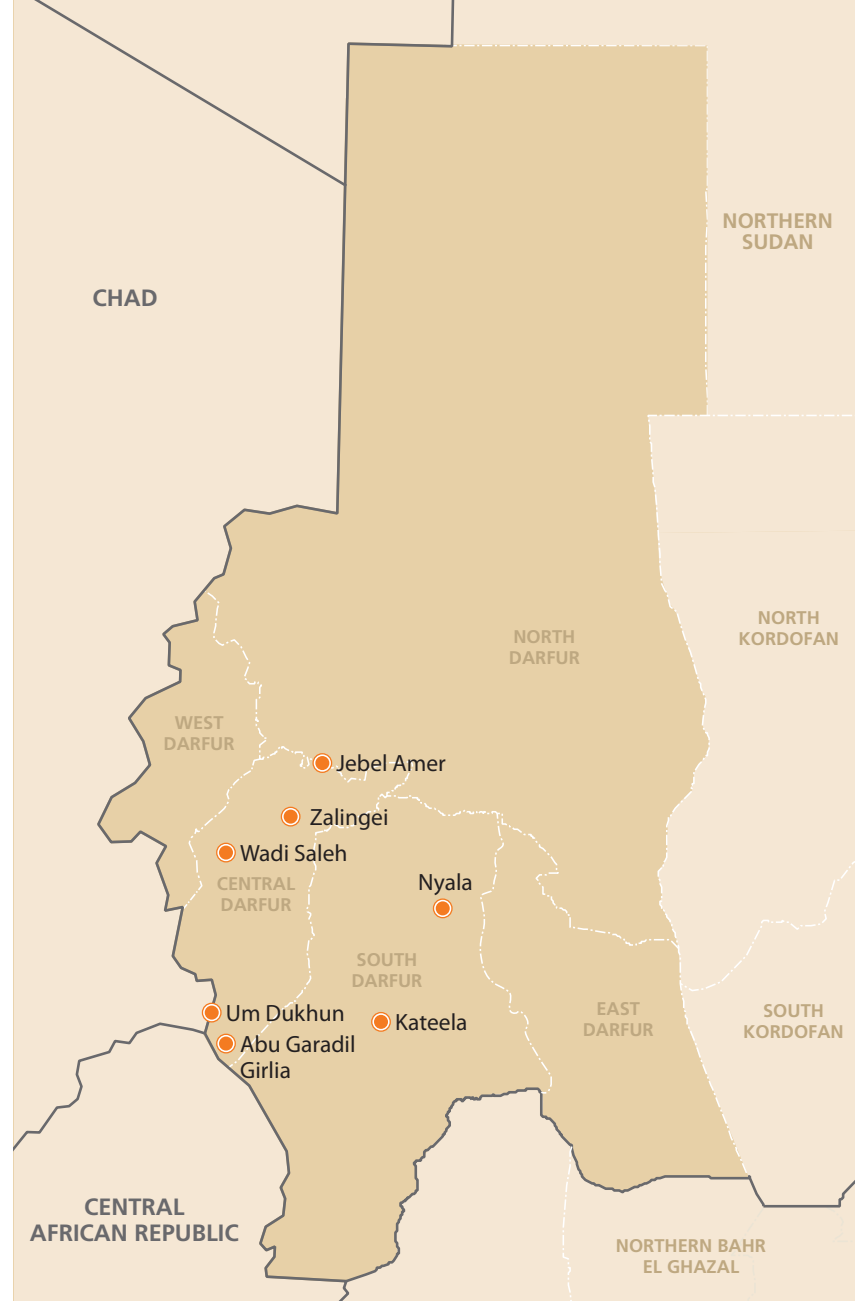 NORTHERN
SUDAN
CHAD
NORTH
KORDOFAN
NORTH
DARFUR
WEST
DARFUR
Jebel Amer
Zalingei
Wadi Saleh
CENTRAL
DARFUR
Nyala
SOUTH
DARFUR
Um Dukhun
Kateela
EAST
DARFUR
SOUTH
KORDOFAN
Abu Garadil
Girlia
CENTRAL
AFRICAN REPUBLIC
NORTHERN BAHR
EL GHAZAL